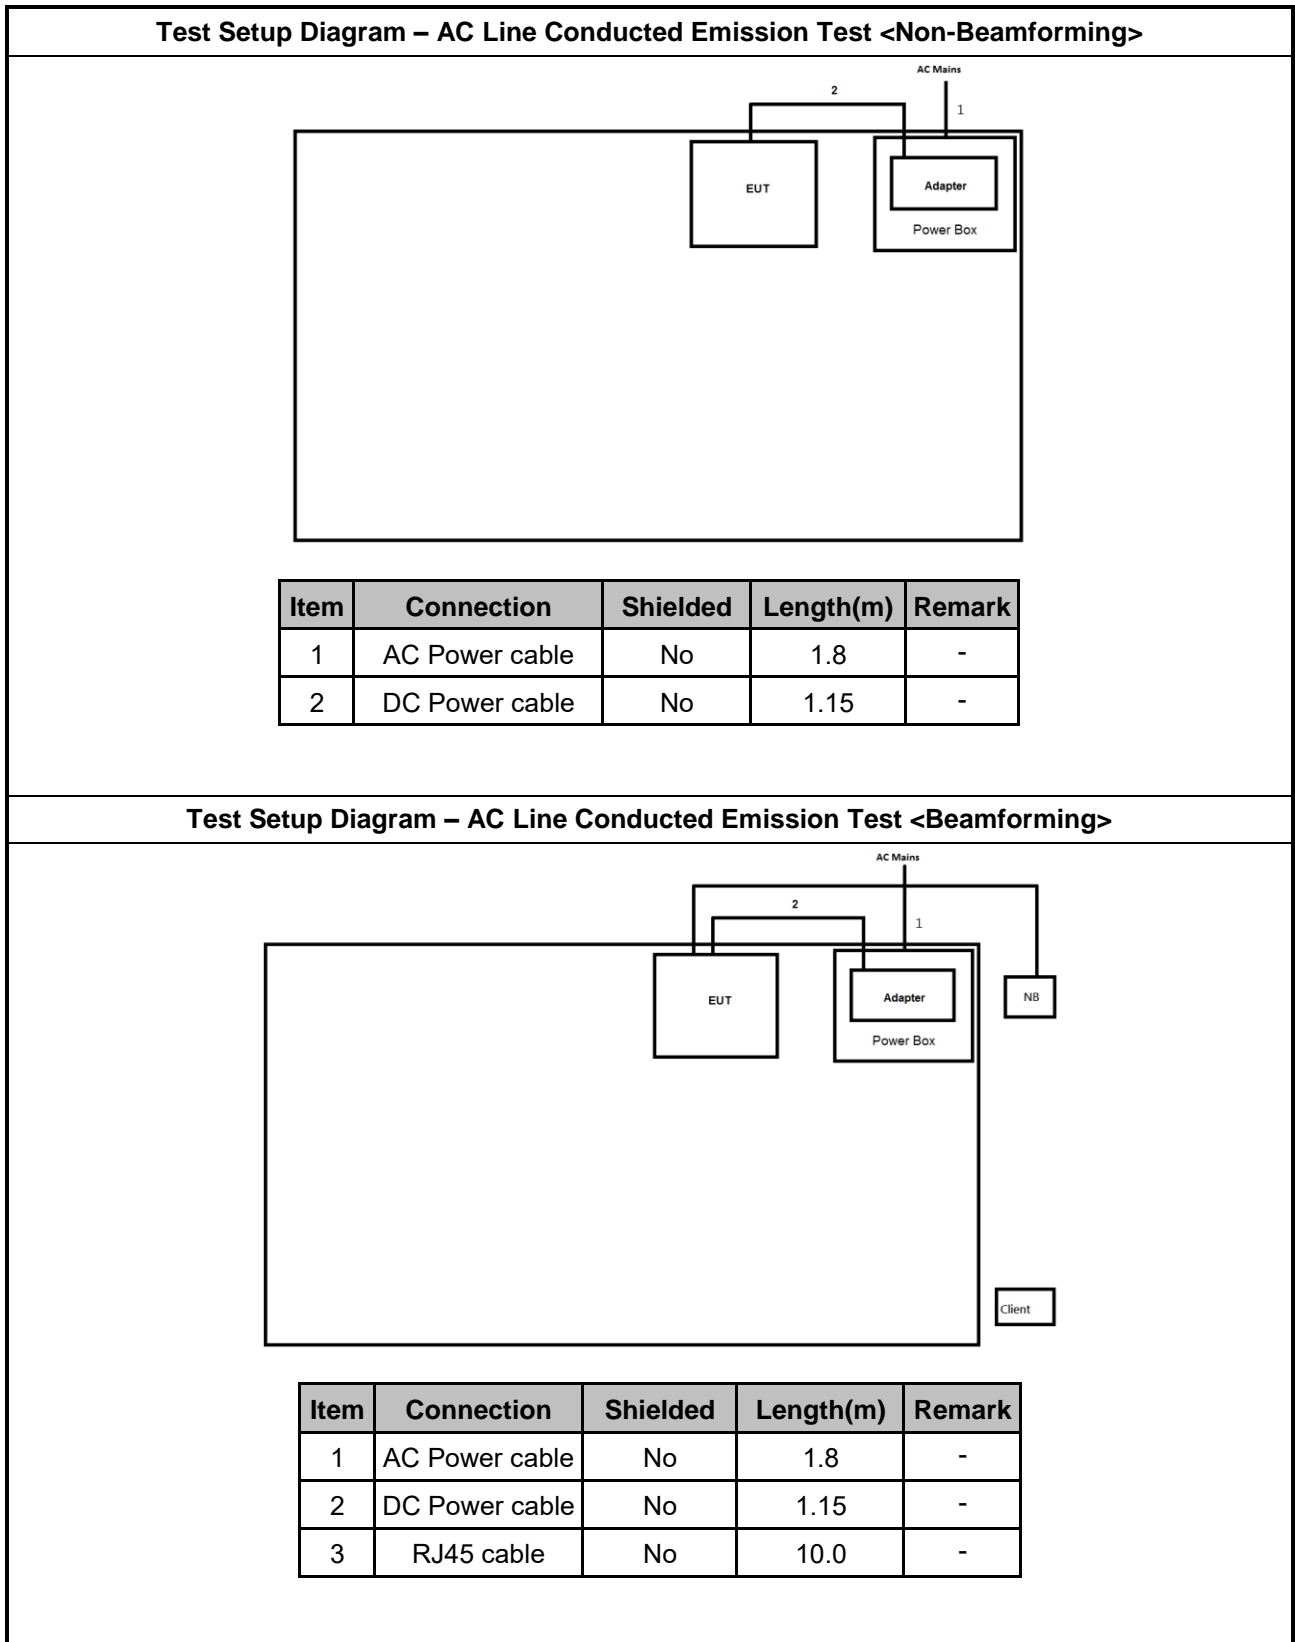 Test Setup Diagram – AC Line Conducted Emission Test <Non-Beamforming>
AC Mains
2
1
EUT
Adapter
Power Box
Item Connection Shielded Length(m) Remark
1 AC Power cable No 1.8 -
2 DC Power cable No 1.15 -
Test Setup Diagram – AC Line Conducted Emission Test <Beamforming>
AC Mains
2
1
EUT
Adapter
NB
Power Box
Client
Item Connection Shielded Length(m) Remark
1 AC Power cable No 1.8 -
2 DC Power cable No 1.15 -
3 RJ45 cable No 10.0 -